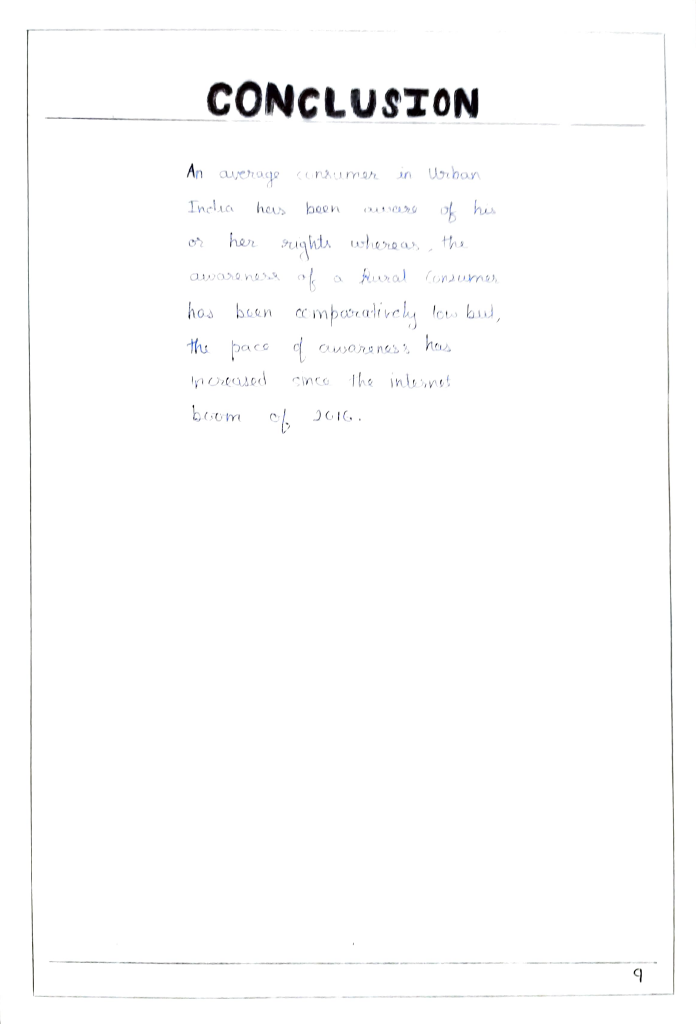 CONCLUSION
An average consumer in Urban
India has been aware of his
or her rights whereas, the
awareness of a Rural Consumer
has been comparatively low but,
the pace of awareness has
increased since the internet
boom of 2016.
9